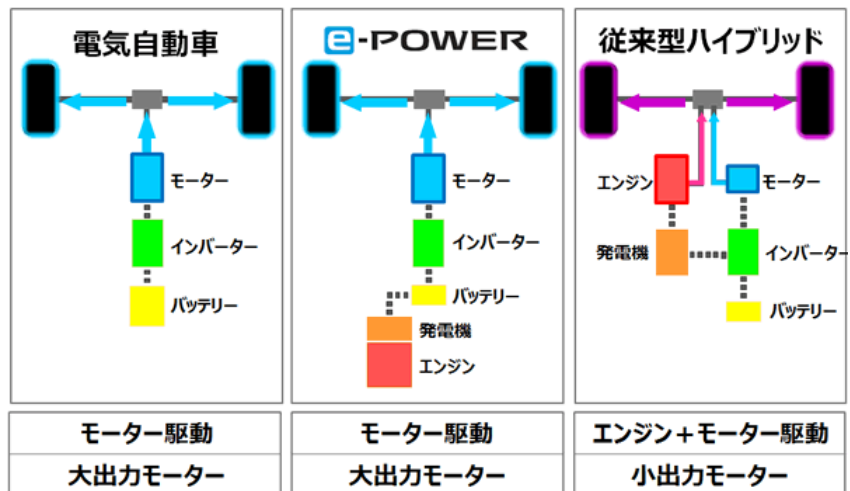 電気自動車
モーター
インバーター
バッテリー
モーター駆動
大出力モーター
e-POWER
モーター
インバーター
バッテリー
発電機
エンジン
モーター駆動
大出力モーター
従来型ハイブリッド
エンジン
モーター
発電機
インバーター
バッテリー
エンジン+モーター駆動
小出力モーター